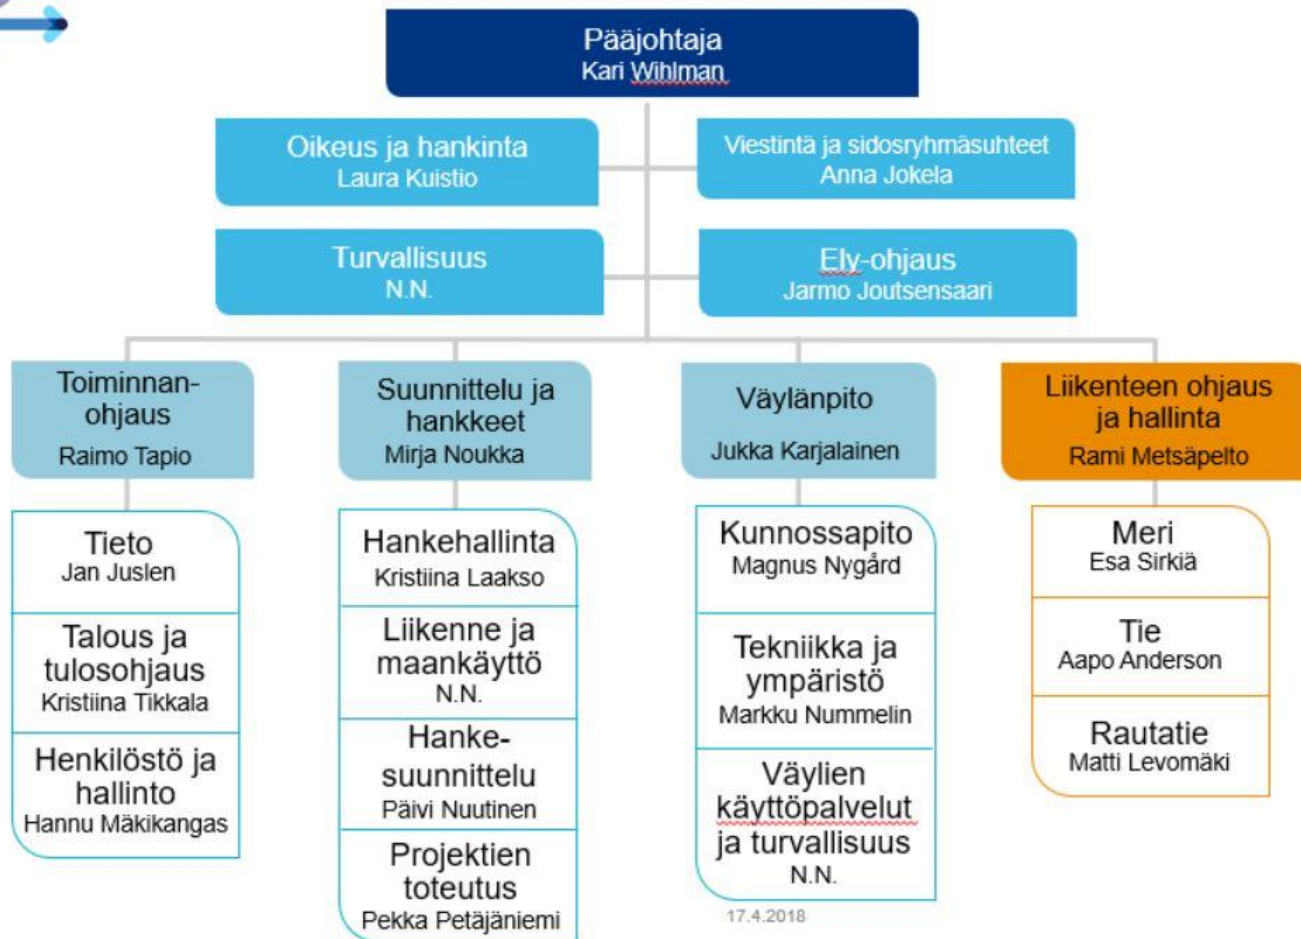 Pääjohtaja
Kari Wihlman
Oikeus ja hankinta
Laura Kuistio
Viestintä ja sidosryhmäsuhteet
Anna Jokela
Turvallisuus
N.N.
Ely-ohjaus
Jarmo Joutsensaari
Toiminnan-
ohjaus
Raimo Tapio
Suunnittelu ja
hankkeet
Mirja Noukka
Väylänpito
Jukka Karjalainen
Liikenteen ohjaus
ja hallinta
Rami Metsäpelto
Tieto
Jan Juslen
Talous ja
tulosohjaus
Kristiina Tikkala
Henkilöstö ja
hallinto
Hannu Mäkikangas
Hankehallinta
Kristiina Laakso
Liikenne ja
maankäyttö
N.N.
Hanke-
suunnittelu
Päivi Nuutinen
Projektien
toteutus
Pekka Petäjäniemi
Kunnossapito
Magnus Nygård
Tekniikka ja
ympäristö
Markku Nummelin
Väylien
käyttöpalvelut
ja turvallisuus
N.N.
Meri
Esa Sirkiä
Tie
Aapo Anderson
Rautatie
Matti Levomäki
17.4.2018